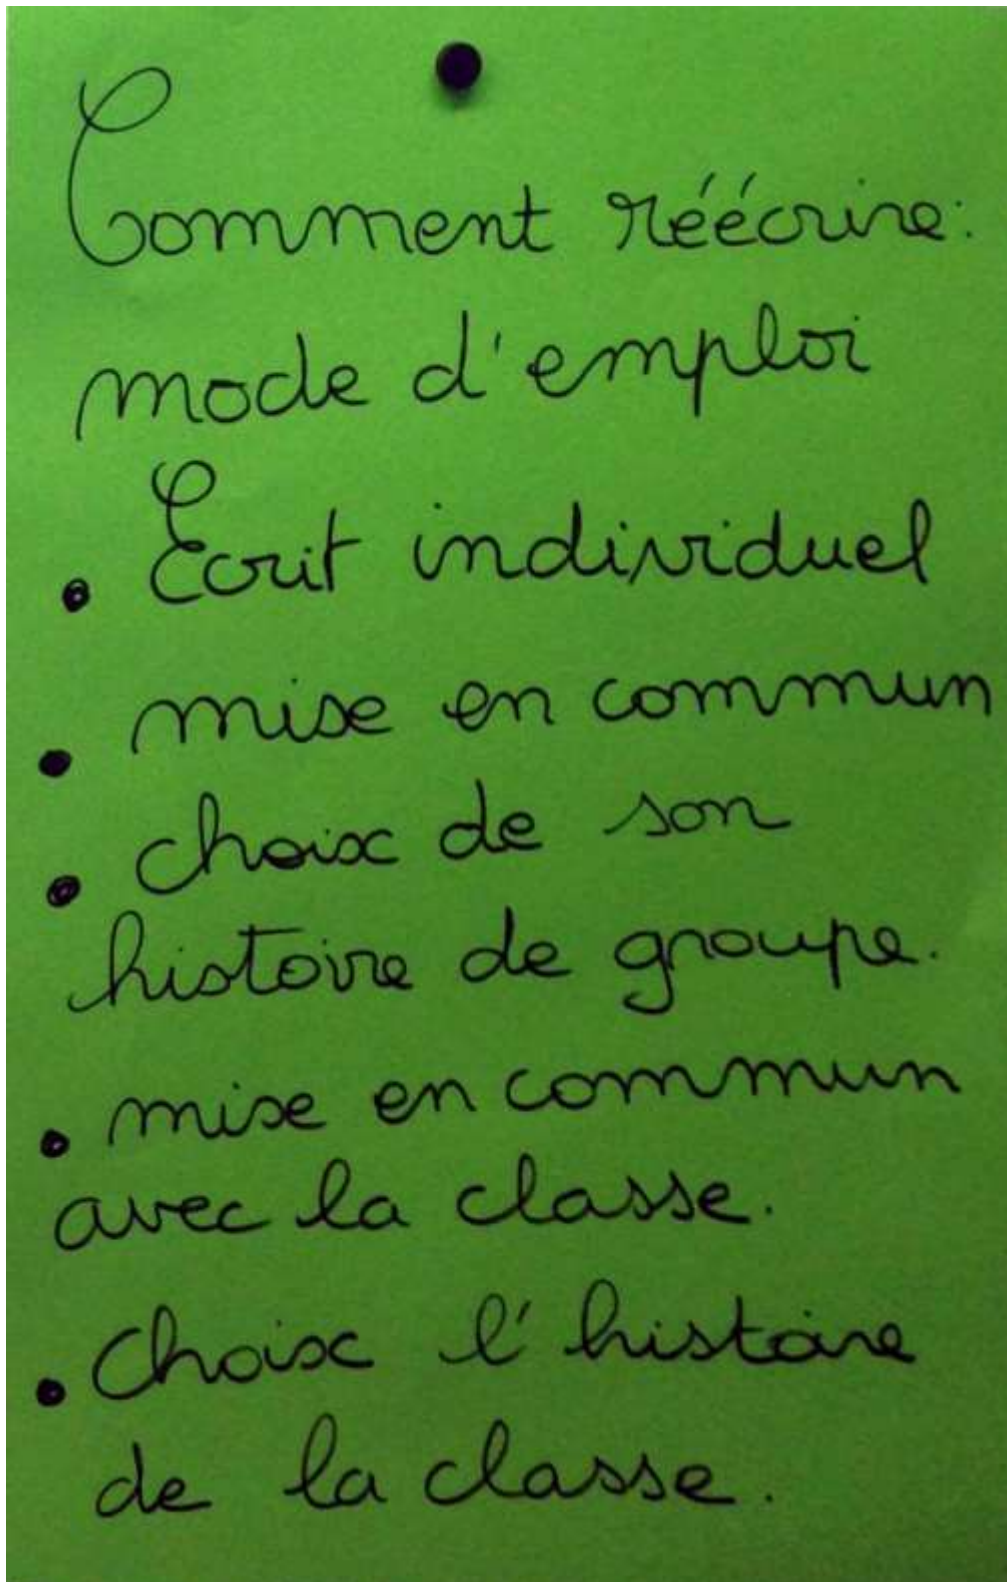 Comment réécrire:
mode d'emploi
• Ecrit individuel
• mise en commun
• choix de son
histoire de groupe.
• mise en commun
avec la classe.
• Choix l'histoire
de la classe.